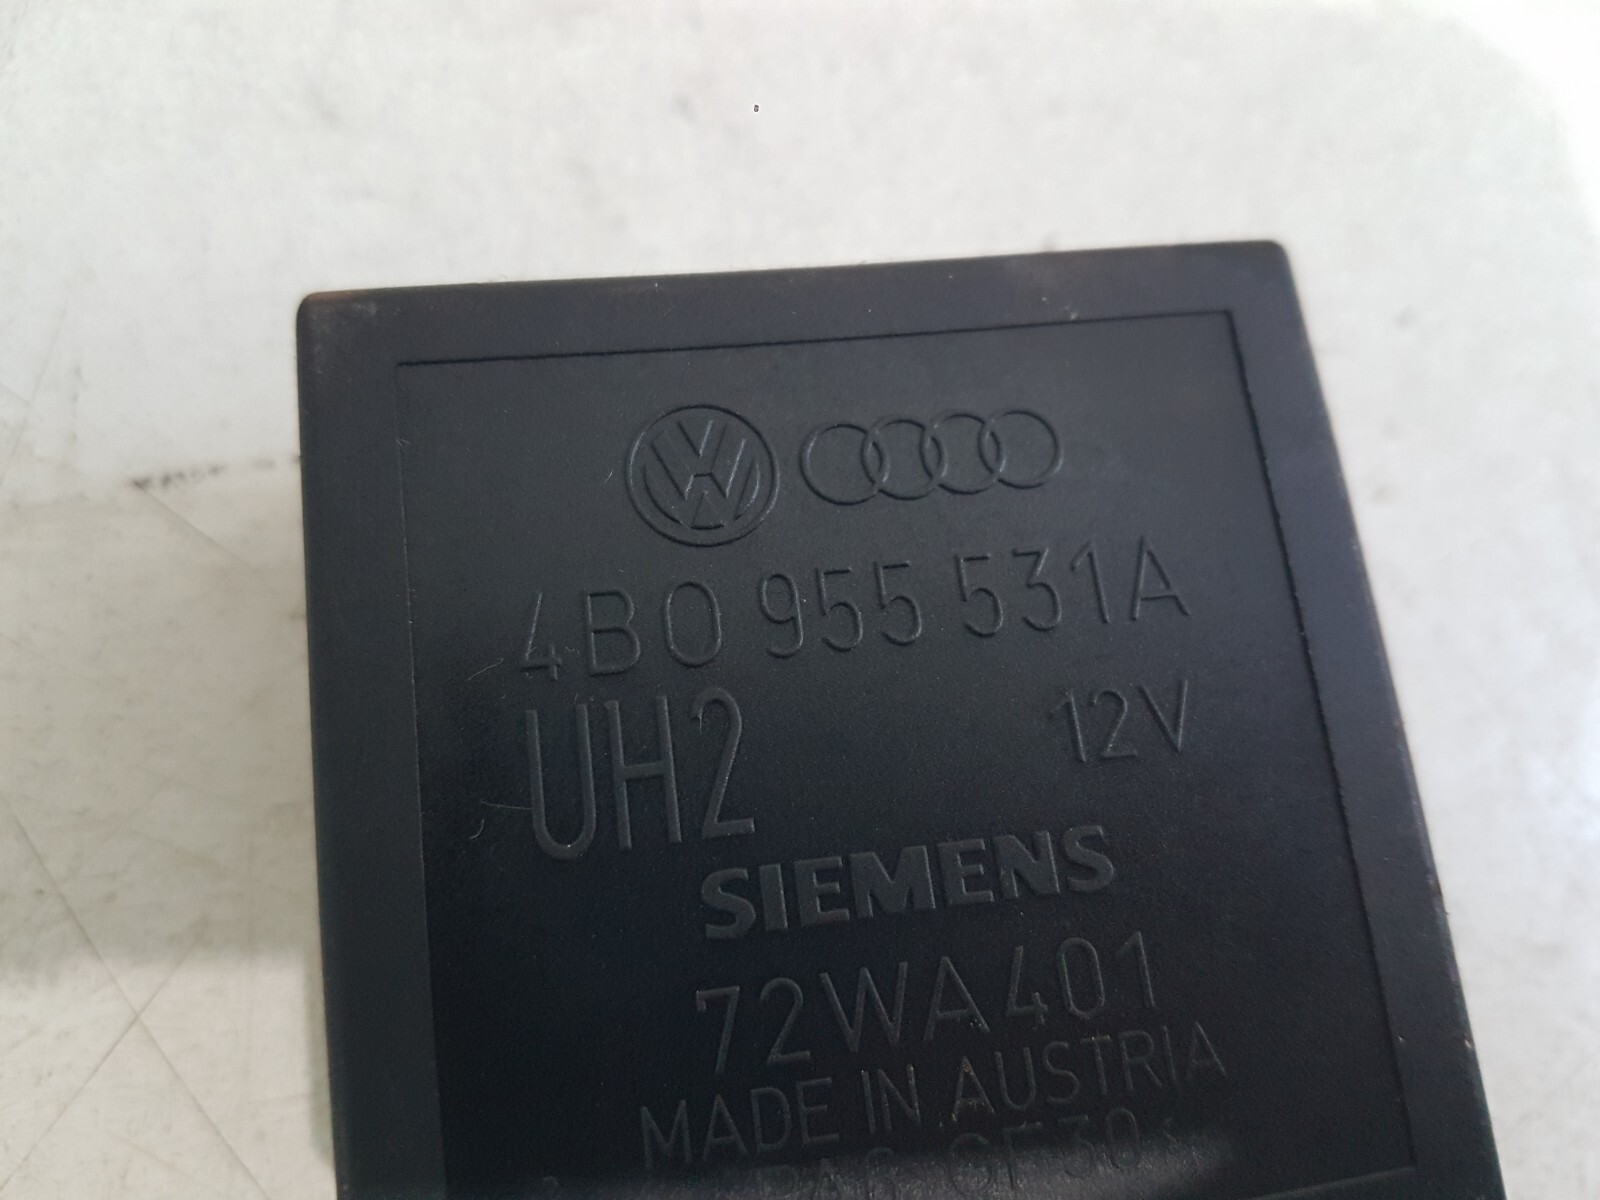 4B0 955 531A
UH2 12V
SIEMENS
72WA401
MADE IN AUSTRIA